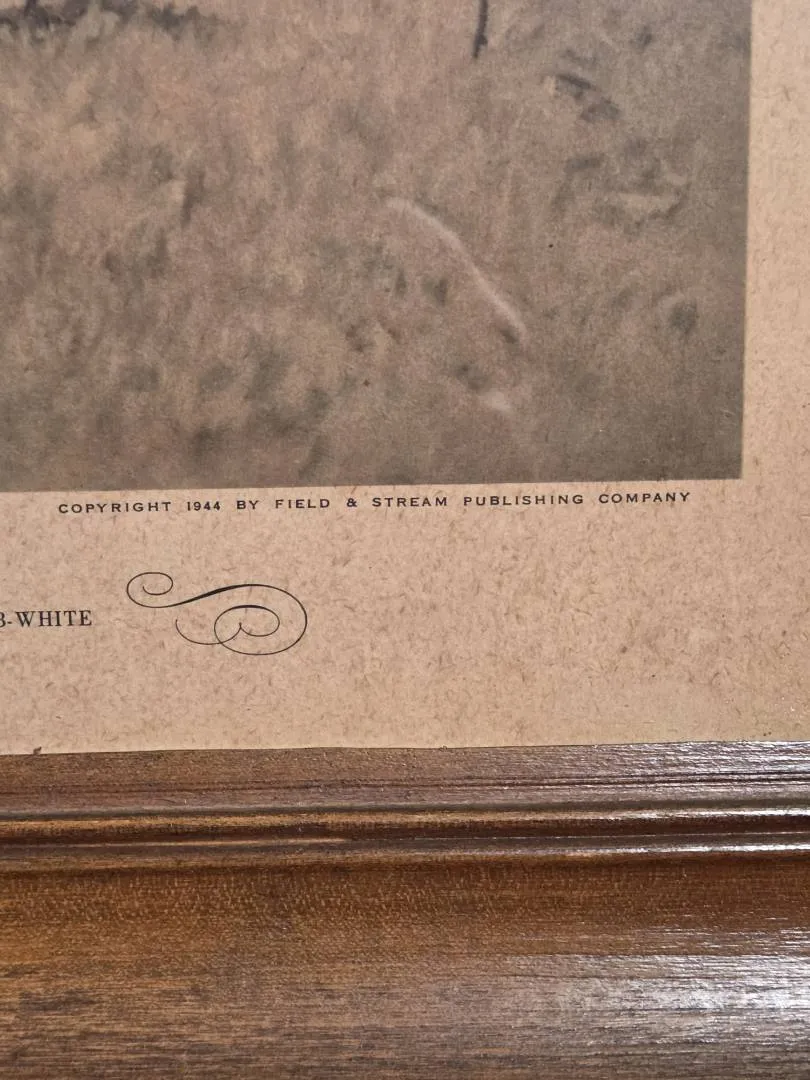 COPYRIGHT 1944 BY FIELD & STREAM PUBLISHING COMPANY
B-WHITE